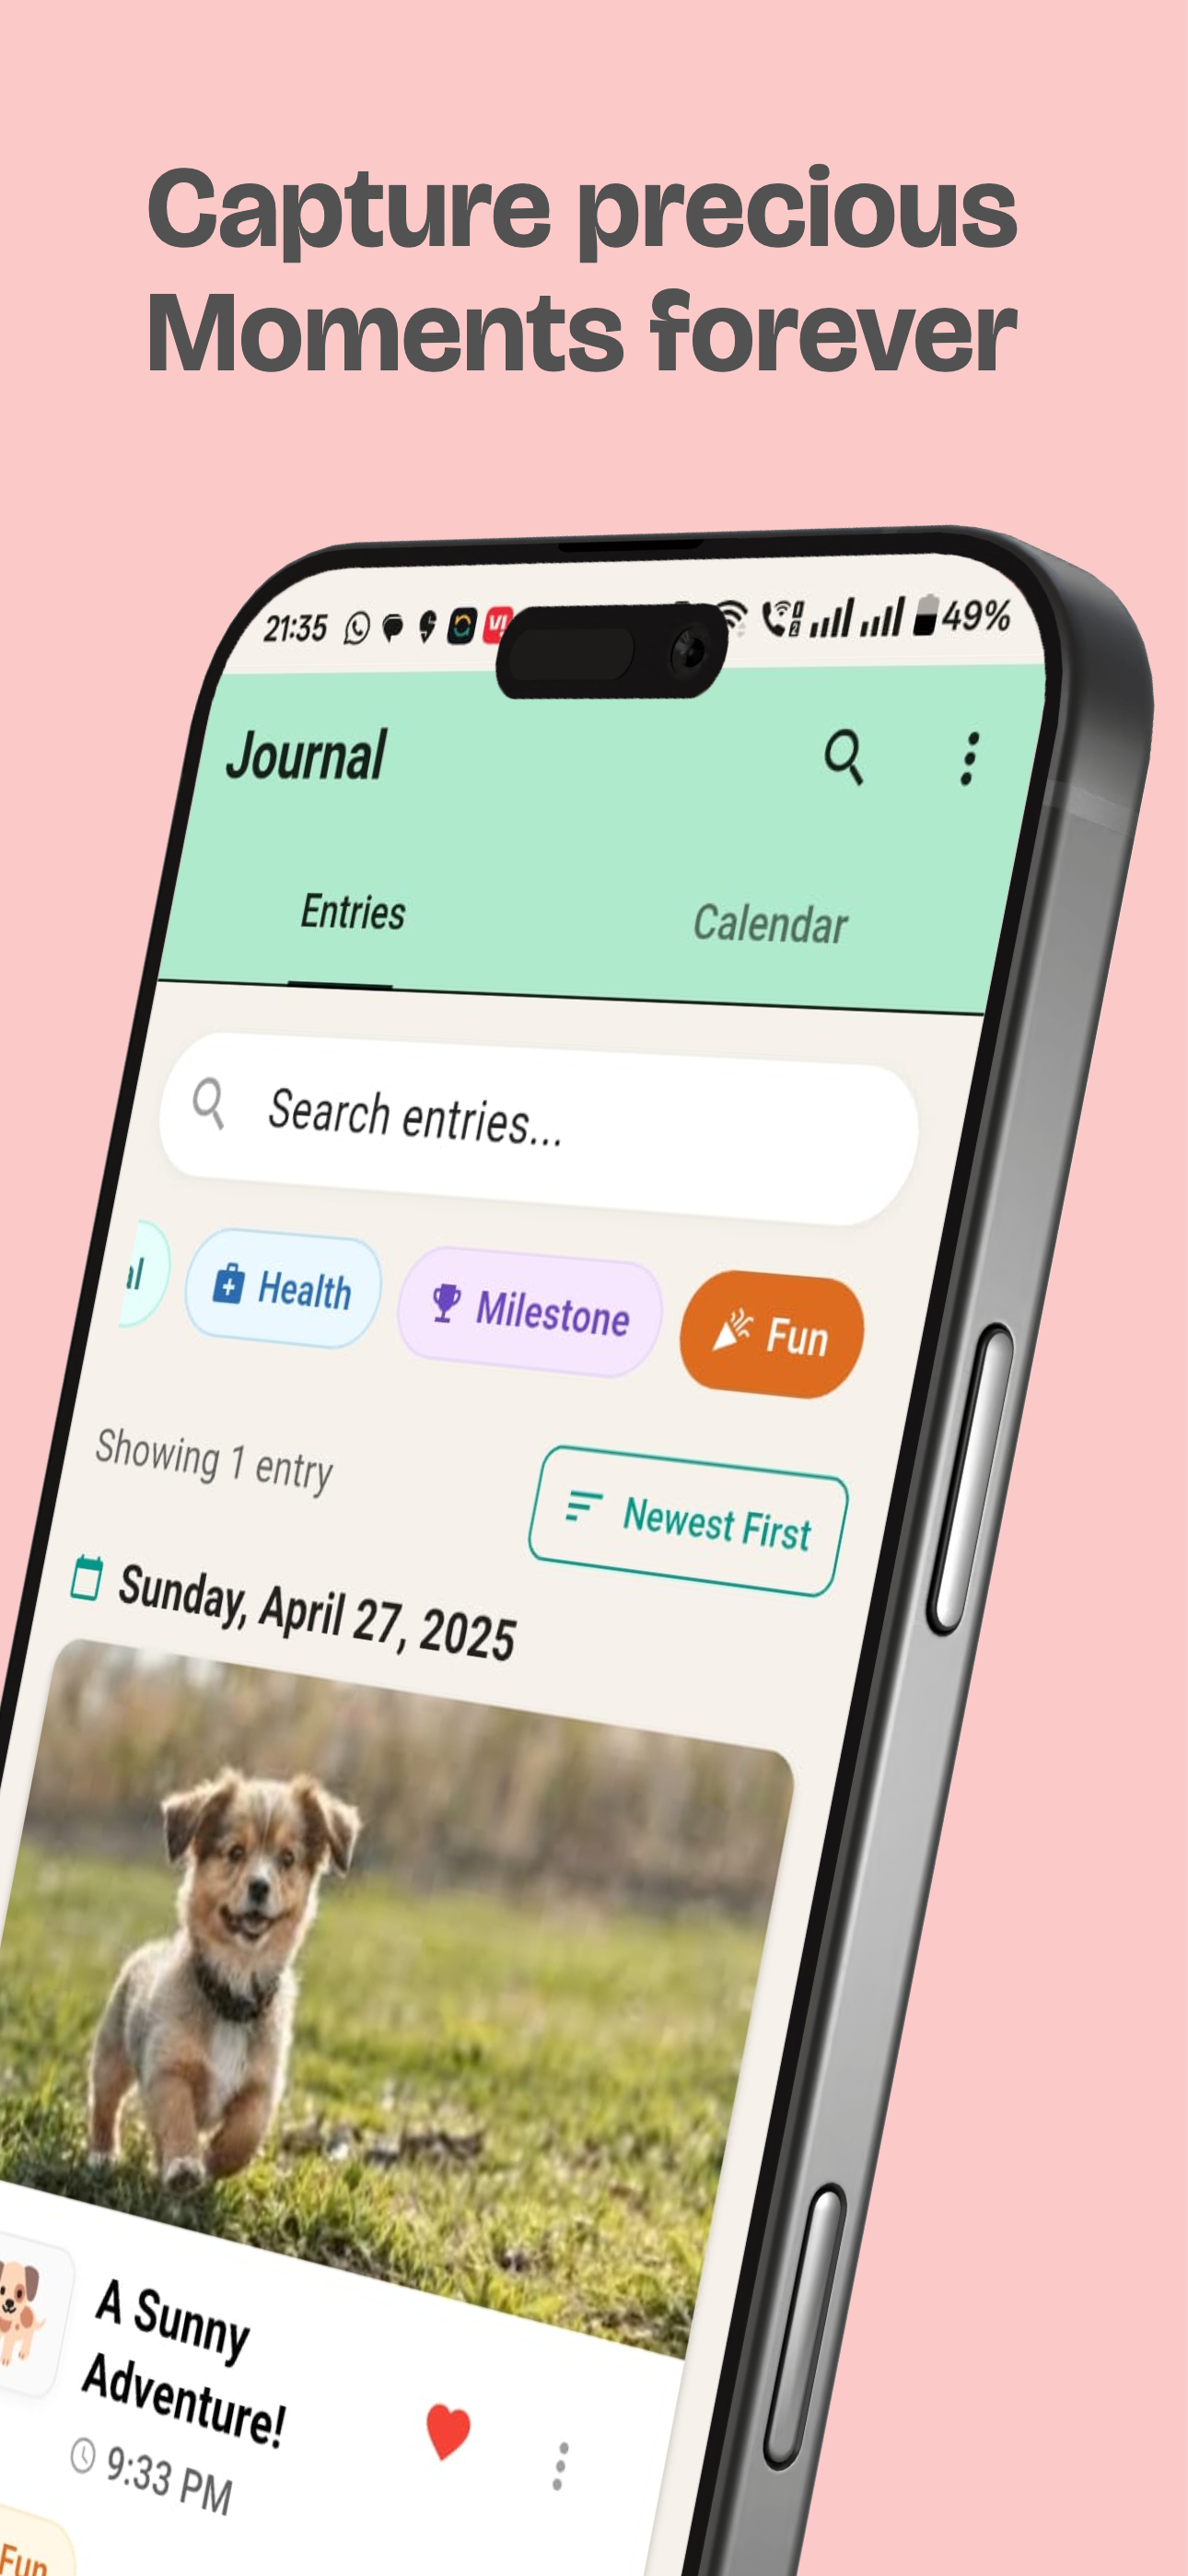 Capture precious
Moments forever
21:35
49%
Journal
Entries
Calendar
Search entries...
al
Health
Milestone
Fun
Showing 1 entry
Newest First
Sunday, April 27, 2025
A Sunny
Adventure!
9:33 PM
Fun